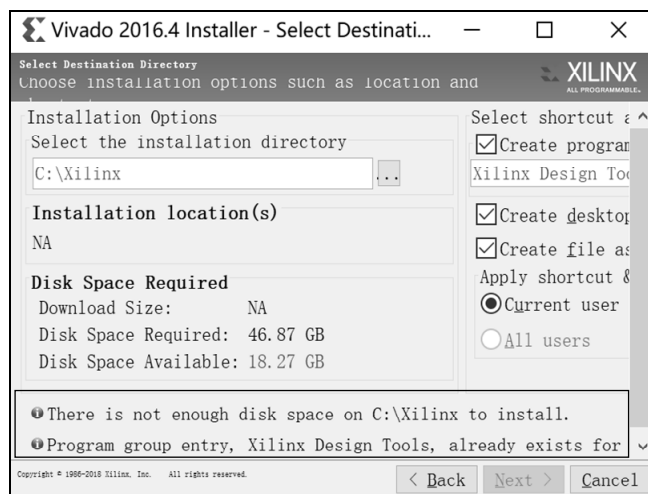 Vivado 2016.4 Installer - Select Destinati...
Select Destination Directory
Choose installation options such as location and
XILINX
ALL PROGRAMMABLE.
Installation Options
Select the installation directory
C:\Xilinx
...
Installation location(s)
NA
Disk Space Required
Download Size: NA
Disk Space Required: 46.87 GB
Disk Space Available: 18.27 GB
Select shortcut a
Create program
Xilinx Design Too
Create desktop
Create file as
Apply shortcut &
Current user
All users
There is not enough disk space on C:\Xilinx to install.
Program group entry, Xilinx Design Tools, already exists for
Copyright © 1986-2018 Xilinx, Inc. All rights reserved.
< Back
Next >
Cancel